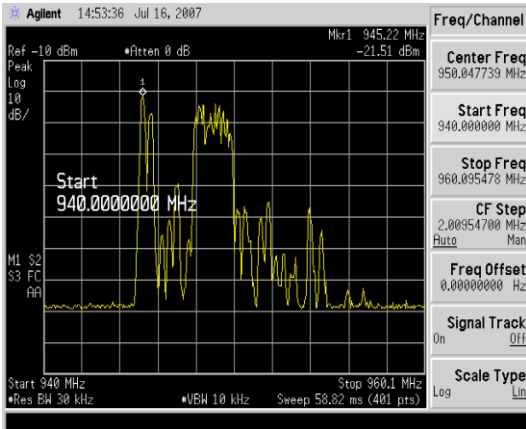 Agilent 14:53:36 Jul 16, 2007
Mkr1 945.22 MHz
Ref -10 dBm •Atten 0 dB -21.51 dBm
Peak
Log
10
dB/
1
Start
940.0000000 MHz
M1 S2
S3 FC
AA
Start 940 MHz Stop 960.1 MHz
•Res BW 30 kHz •VBW 10 kHz Sweep 58.82 ms (401 pts)
Freq/Channel
Center Freq
950.047739 MHz
Start Freq
940.000000 MHz
Stop Freq
960.095478 MHz
CF Step
2.00954700 MHz
Auto Man
Freq Offset
0.00000000 Hz
Signal Track
On Off
Scale Type
Log Lin